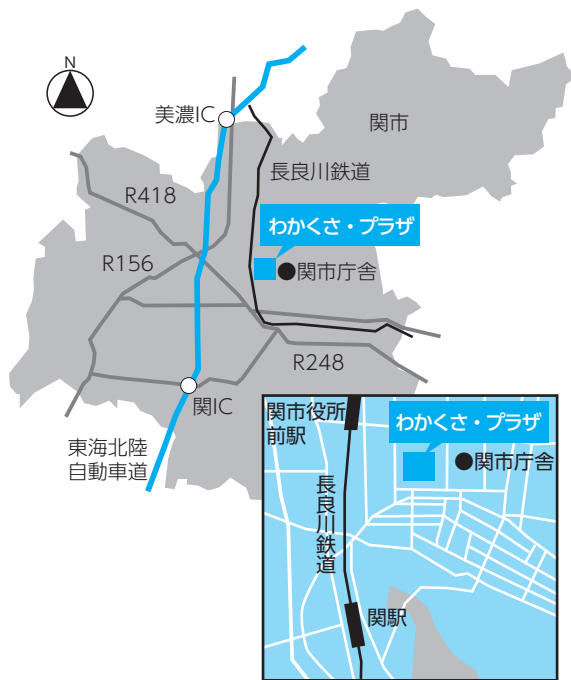 N
美濃IC
関市
長良川鉄道
R418
わかくさ・プラザ
R156
●関市庁舎
R248
関IC
東海北陸
自動車道
関市役所
前駅
わかくさ・プラザ
●関市庁舎
長良川鉄道
関駅